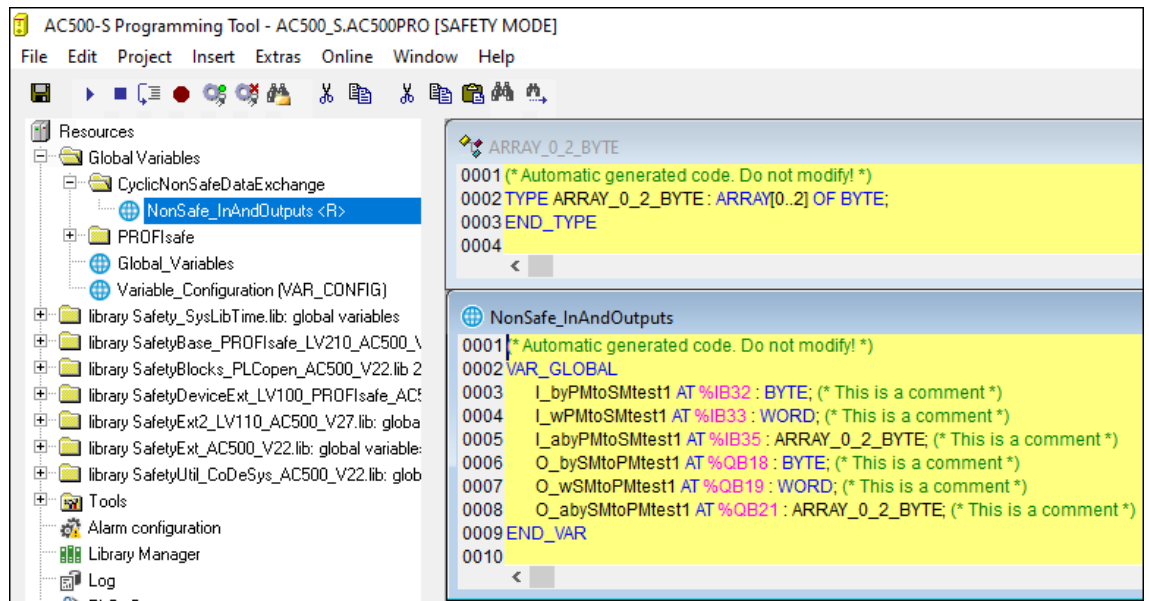 AC500-S Programming Tool - AC500_S.AC500PRO [SAFETY MODE]
File Edit Project Insert Extras Online Window Help
Resources
Global Variables
CyclicNonSafeDataExchange
NonSafe_InAndOutputs <R>
PROFIsafe
Global_Variables
Variable_Configuration (VAR_CONFIG)
library Safety_SysLibTime.lib: global variables
library SafetyBase_PROFIsafe_LV210_AC500_V
library SafetyBlocks_PLCopen_AC500_V22.lib 2
library SafetyDeviceExt_LV100_PROFIsafe_AC5
library SafetyExt2_LV110_AC500_V27.lib: globa
library SafetyExt_AC500_V22.lib: global variable
library SafetyUtil_CoDeSys_AC500_V22.lib: glob
Tools
Alarm configuration
Library Manager
Log
ARRAY_0_2_BYTE
0001 (* Automatic generated code. Do not modify! *)
0002 TYPE ARRAY_0_2_BYTE : ARRAY[0..2] OF BYTE;
0003 END_TYPE
0004
NonSafe_InAndOutputs
0001 (* Automatic generated code. Do not modify! *)
0002 VAR_GLOBAL
0003 I_byPMtoSMtest1 AT %IB32 : BYTE; (* This is a comment *)
0004 I_wPMtoSMtest1 AT %IB33 : WORD; (* This is a comment *)
0005 I_abyPMtoSMtest1 AT %IB35 : ARRAY_0_2_BYTE; (* This is a comment *)
0006 O_bySMtoPMtest1 AT %QB18 : BYTE; (* This is a comment *)
0007 O_wSMtoPMtest1 AT %QB19 : WORD; (* This is a comment *)
0008 O_abySMtoPMtest1 AT %QB21 : ARRAY_0_2_BYTE; (* This is a comment *)
0009 END_VAR
0010